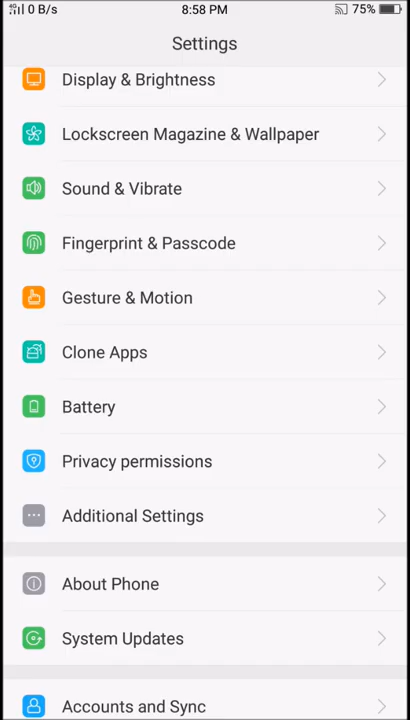 4G 0 B/s 8:58 PM 75%
Settings
Display & Brightness
Lockscreen Magazine & Wallpaper
Sound & Vibrate
Fingerprint & Passcode
Gesture & Motion
Clone Apps
Battery
Privacy permissions
Additional Settings
About Phone
System Updates
Accounts and Sync